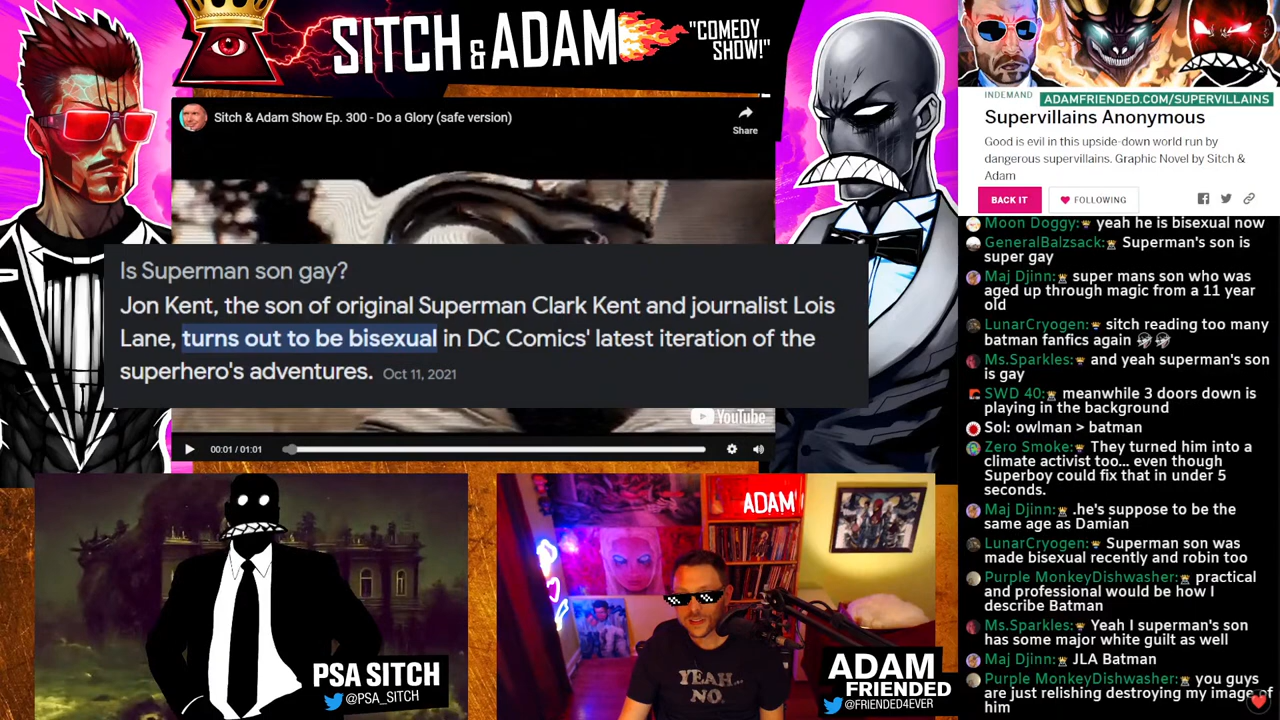 SITCH & ADAM
"COMEDY
SHOW!"
Sitch & Adam Show Ep. 300 - Do a Glory (safe version)
Share
Is Superman son gay?
Jon Kent, the son of original Superman Clark Kent and journalist Lois
Lane, turns out to be bisexual in DC Comics' latest iteration of the
superhero's adventures. Oct 11, 2021
YouTube
00:01 / 01:01
PSA SITCH
@PSA_SITCH
ADAM
YEAH...
NO.
ADAM
FRIENDED
@FRIENDED4EVER
INDEMAND
ADAMFRIENDED.COM/SUPERVILLAINS
Supervillains Anonymous
Good is evil in this upside-down world run by
dangerous supervillains. Graphic Novel by Sitch &
Adam
BACK IT
FOLLOWING
Moon Doggy: yeah he is bisexual now
GeneralBalzsack: Superman's son is
super gay
Maj Djinn: super mans son who was
aged up through magic from a 11 year
old
LunarCryogen: sitch reading too many
batman fanfics again
Ms.Sparkles: and yeah superman's son
is gay
SWD 40: meanwhile 3 doors down is
playing in the background
Sol: owlman > batman
Zero Smoke: They turned him into a
climate activist too... even though
Superboy could fix that in under 5
seconds.
Maj Djinn: .he's suppose to be the
same age as Damian
LunarCryogen: Superman son was
made bisexual recently and robin too
Purple MonkeyDishwasher: practical
and professional would be how I
describe Batman
Ms.Sparkles: Yeah I superman's son
has some major white guilt as well
Maj Djinn: JLA Batman
Purple MonkeyDishwasher: you guys
are just relishing destroying my image of
him